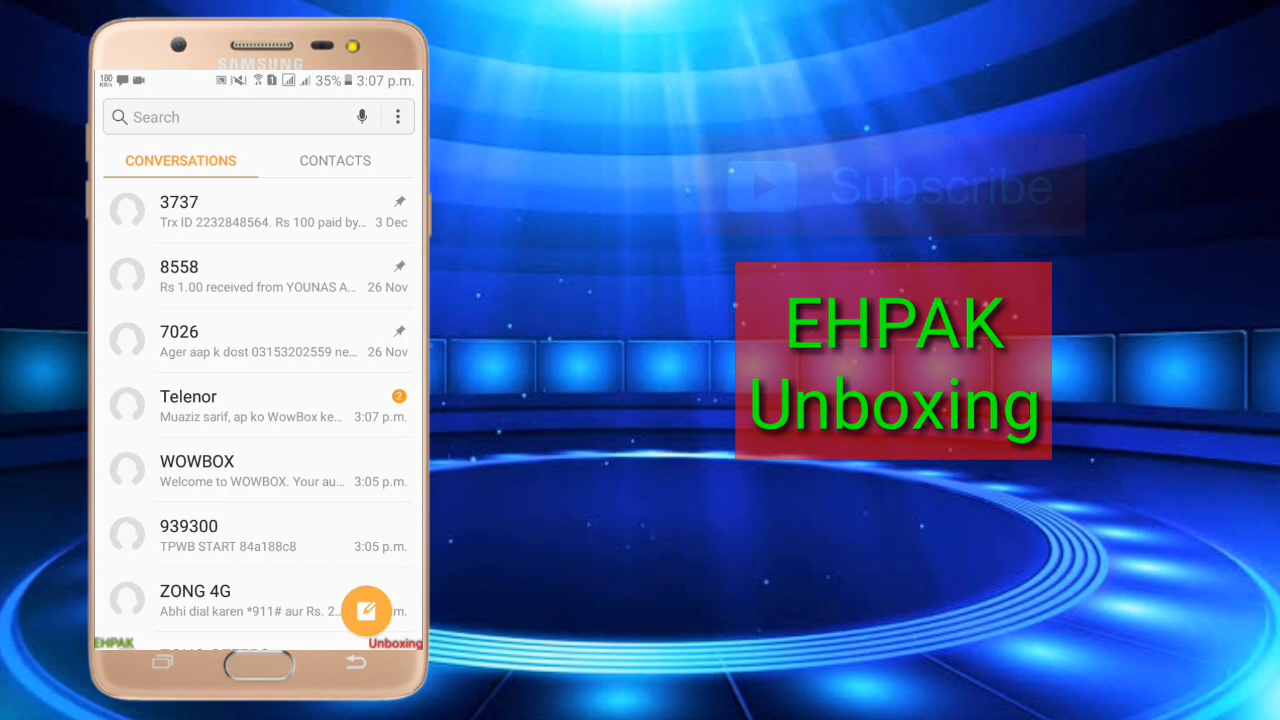 SAMSUNG
180
KB/s
1
35%
3:07 p.m.
Search
CONVERSATIONS
CONTACTS
3737
Trx ID 2232848564. Rs 100 paid by...
3 Dec
8558
Rs 1.00 received from YOUNAS A...
26 Nov
7026
Ager aap k dost 03153202559 ne...
26 Nov
Telenor
2
Muaziz sarif, ap ko WowBox ke...
3:07 p.m.
WOWBOX
Welcome to WOWBOX. Your au...
3:05 p.m.
939300
TPWB START 84a188c8
3:05 p.m.
ZONG 4G
Abhi dial karen *911# aur Rs. 2...
m.
EHPAK
Unboxing
Subscribe
EHPAK
Unboxing